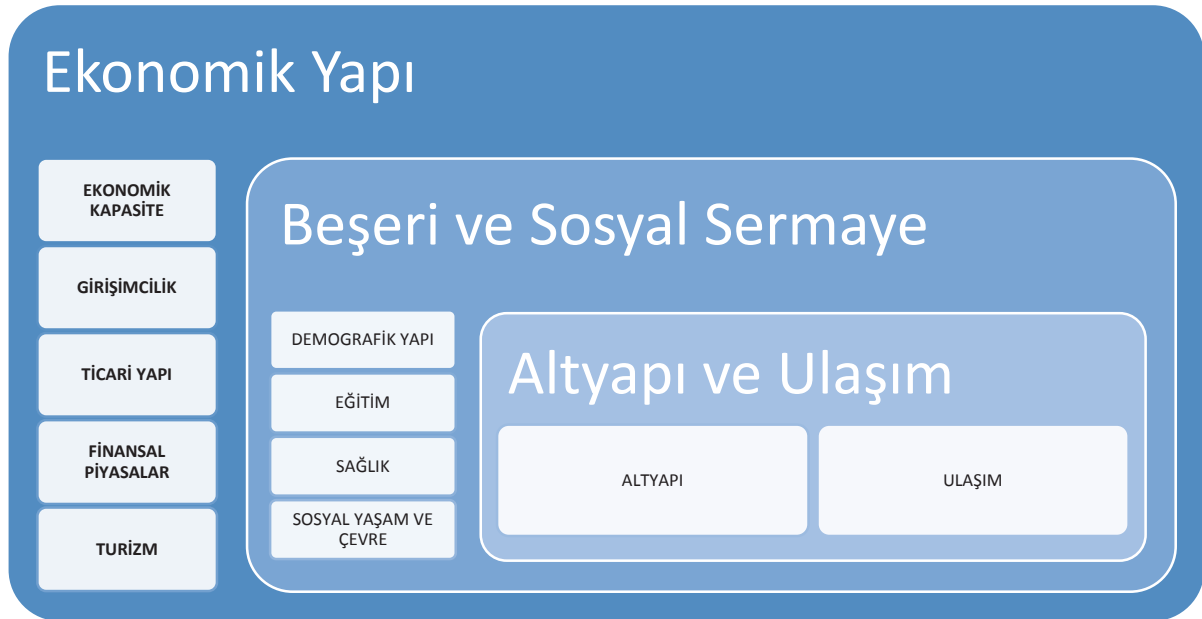 Ekonomik Yapı
EKONOMİK
KAPASİTE
GİRİŞİMCİLİK
TİCARİ YAPI
FİNANSAL
PİYASALAR
TURİZM
Beşeri ve Sosyal Sermaye
DEMOGRAFİK YAPI
EĞİTİM
SAĞLIK
SOSYAL YAŞAM VE
ÇEVRE
Altyapı ve Ulaşım
ALTYAPI
ULAŞIM